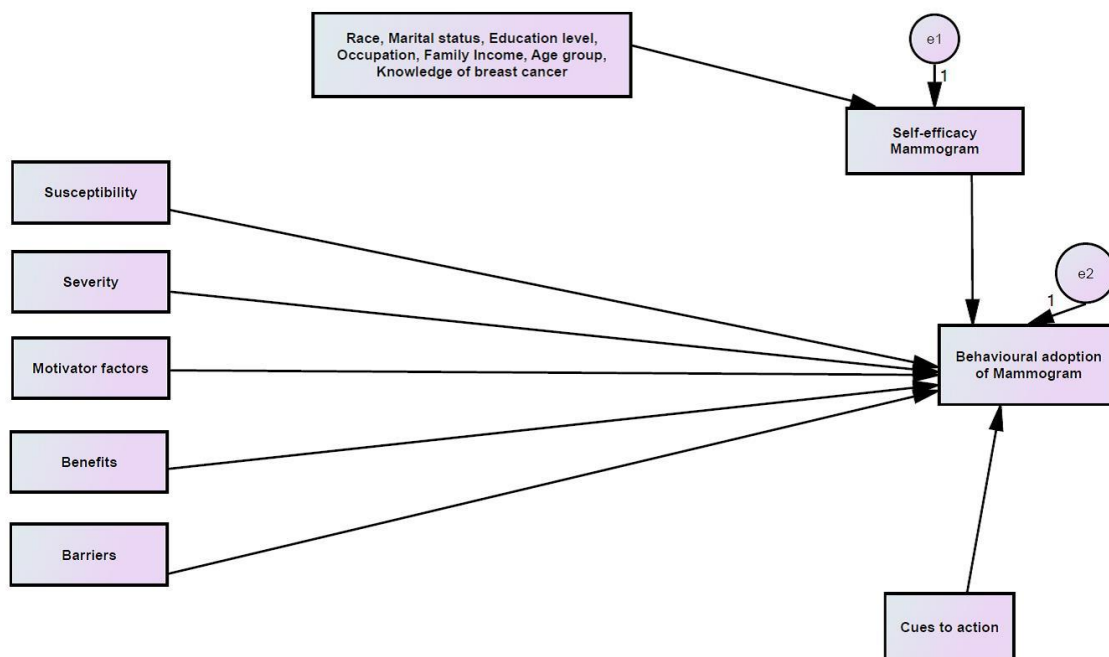 Race, Marital status, Education level,
Occupation, Family Income, Age group,
Knowledge of breast cancer
e1
1
Self-efficacy
Mammogram
Susceptibility
Severity
e2
1
Motivator factors
Behavioural adoption
of Mammogram
Benefits
Barriers
Cues to action